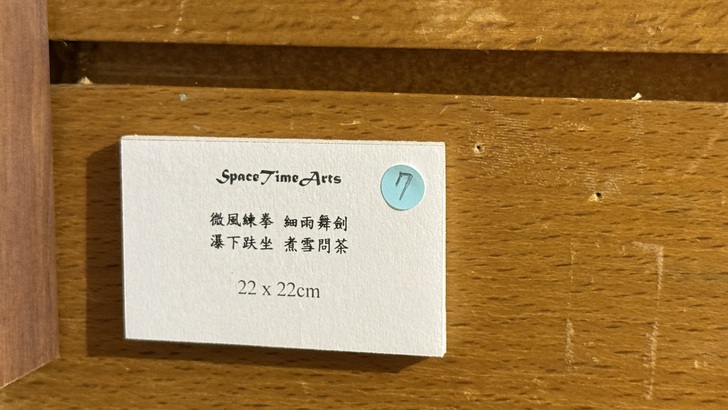 SpaceTimeArts
7
微風練拳 細雨舞劍
瀑下趺坐 煮雪問茶
22 x 22cm